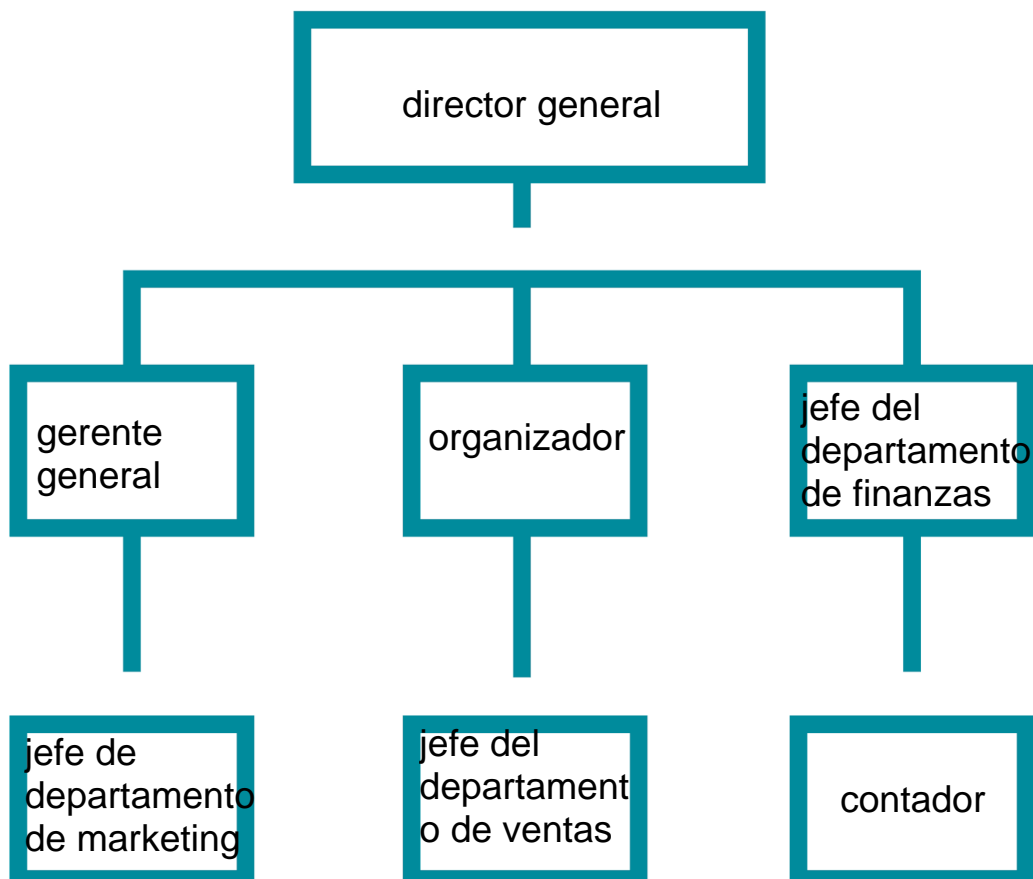 director general
gerente
general
organizador
jefe del
departamento
de finanzas
jefe de
departamento
de marketing
jefe del
departament
o de ventas
contador